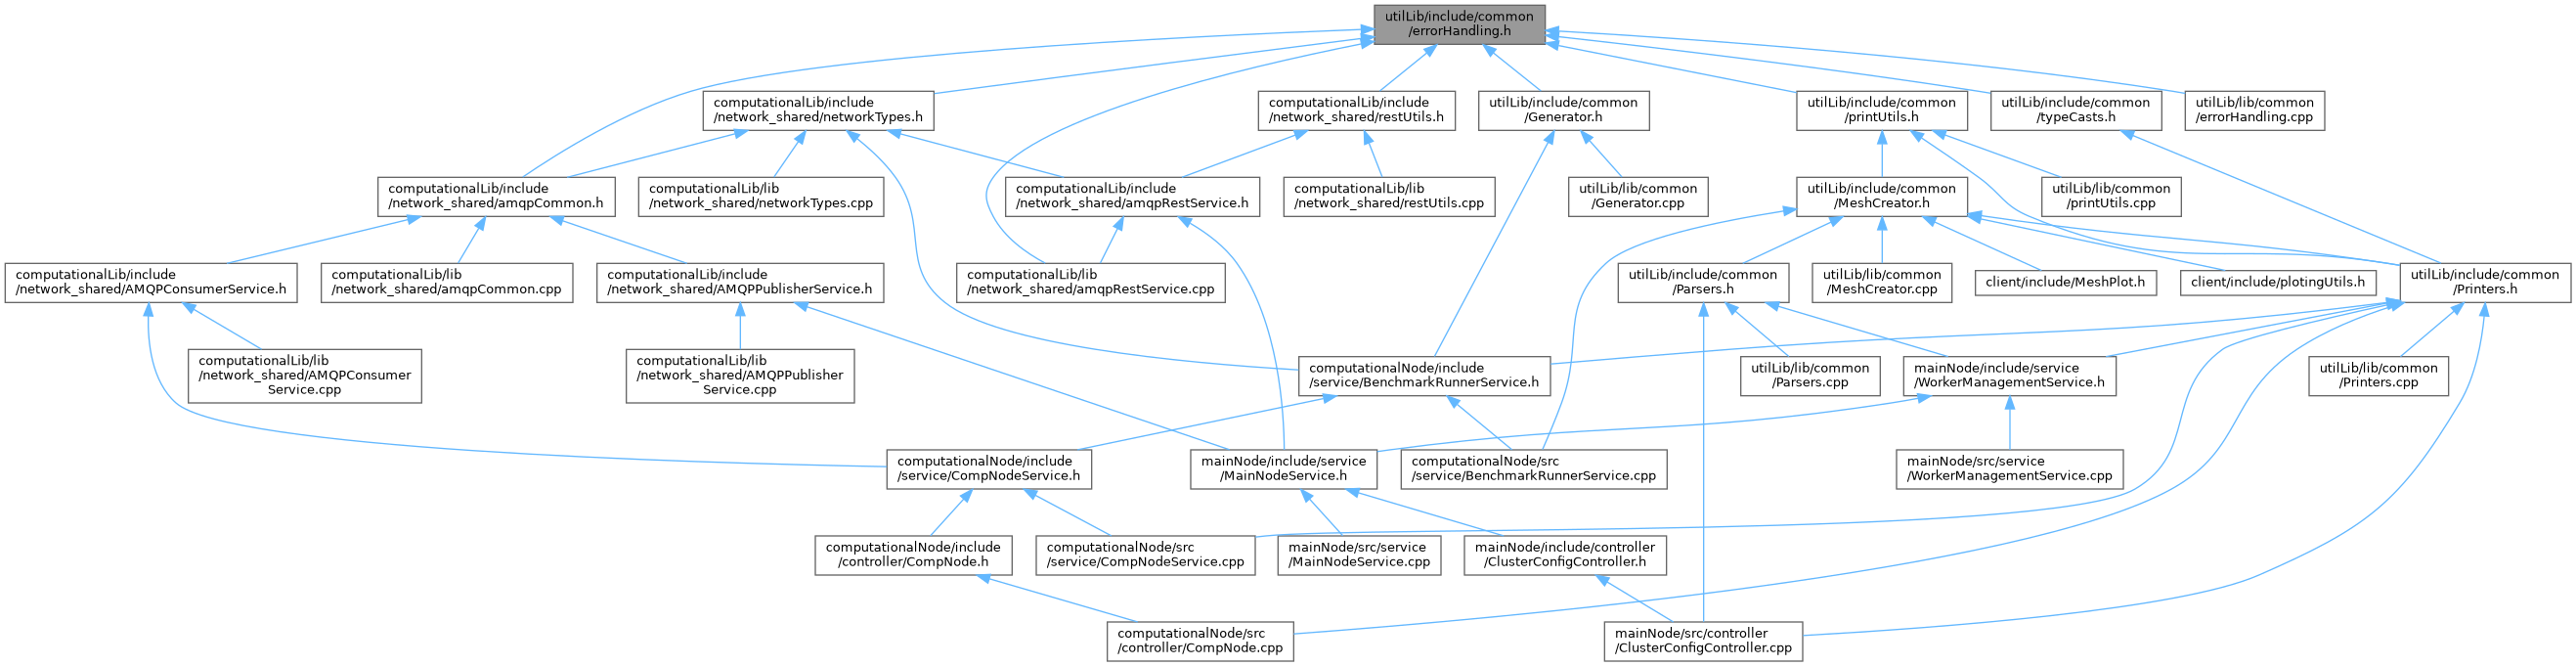 utilLib/include/common
/errorHandling.h
computationalLib/include
/network_shared/networkTypes.h
computationalLib/include
/network_shared/restUtils.h
utilLib/include/common
/Generator.h
utilLib/include/common
/printUtils.h
utilLib/include/common
/typeCasts.h
utilLib/lib/common
/errorHandling.cpp
computationalLib/include
/network_shared/amqpCommon.h
computationalLib/lib
/network_shared/networkTypes.cpp
computationalLib/include
/network_shared/amqpRestService.h
computationalLib/lib
/network_shared/restUtils.cpp
utilLib/lib/common
/Generator.cpp
utilLib/include/common
/MeshCreator.h
utilLib/lib/common
/printUtils.cpp
computationalLib/include
/network_shared/AMQPConsumerService.h
computationalLib/lib
/network_shared/amqpCommon.cpp
computationalLib/include
/network_shared/AMQPPublisherService.h
computationalLib/lib
/network_shared/amqpRestService.cpp
utilLib/include/common
/Parsers.h
utilLib/lib/common
/MeshCreator.cpp
client/include/MeshPlot.h
client/include/plotingUtils.h
utilLib/include/common
/Printers.h
computationalLib/lib
/network_shared/AMQPConsumer
Service.cpp
computationalLib/lib
/network_shared/AMQPPublisher
Service.cpp
computationalNode/include
/service/BenchmarkRunnerService.h
utilLib/lib/common
/Parsers.cpp
mainNode/include/service
/WorkerManagementService.h
utilLib/lib/common
/Printers.cpp
computationalNode/include
/service/CompNodeService.h
mainNode/include/service
/MainNodeService.h
computationalNode/src
/service/BenchmarkRunnerService.cpp
mainNode/src/service
/WorkerManagementService.cpp
computationalNode/include
/controller/CompNode.h
computationalNode/src
/service/CompNodeService.cpp
mainNode/src/service
/MainNodeService.cpp
mainNode/include/controller
/ClusterConfigController.h
computationalNode/src
/controller/CompNode.cpp
mainNode/src/controller
/ClusterConfigController.cpp